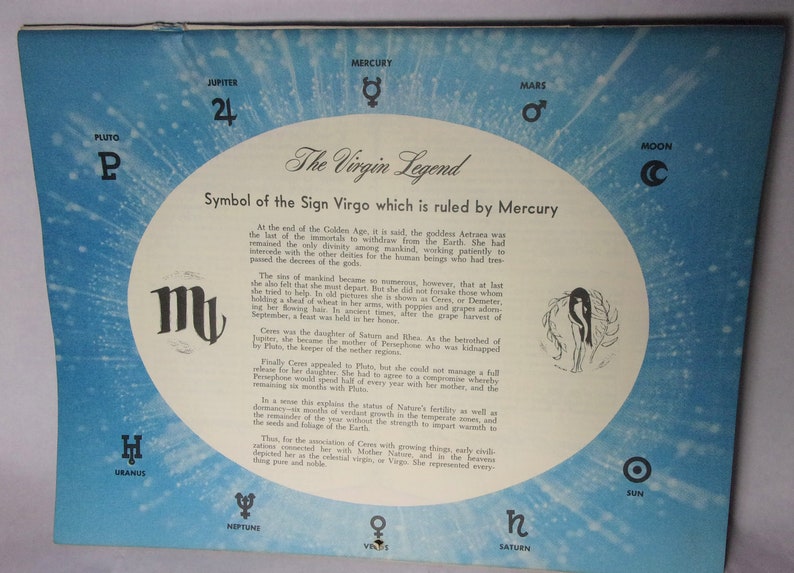 MERCURY
JUPITER
MARS
PLUTO
MOON
The Virgin Legend
Symbol of the Sign Virgo which is ruled by Mercury
At the end of the Golden Age, it is said, the goddess Aetraea was
the last of the immortals to withdraw from the Earth. She had
remained the only divinity among mankind, working patiently to
intercede with the other deities for the human beings who had tres-
passed the decrees of the gods.
The sins of mankind became so numerous, however, that at last
she also felt that she must depart. But she did not forsake those whom
she tried to help. In old pictures she is shown as Ceres, or Demeter,
holding a sheaf of wheat in her arms, with poppies and grapes adorn-
ing her flowing hair. In ancient times, after the grape harvest of
September, a feast was held in her honor.
Ceres was the daughter of Saturn and Rhea. As the betrothed of
Jupiter, she became the mother of Persephone who was kidnapped
by Pluto, the keeper of the nether regions.
Finally Ceres appealed to Pluto, but she could not manage a full
release for her daughter. She had to agree to a compromise whereby
Persephone would spend half of every year with her mother, and the
remaining six months with Pluto.
In a sense this explains the status of Nature's fertility as well as
dormancy—six months of verdant growth in the temperate zones, and
the remainder of the year without the strength to impart warmth to
the seeds and foliage of the Earth.
Thus, for the association of Ceres with growing things, early civili-
zations connected her with Mother Nature, and in the heavens
depicted her as the celestial virgin, or Virgo. She represented every-
thing pure and noble.
URANUS
SUN
NEPTUNE
VENUS
SATURN